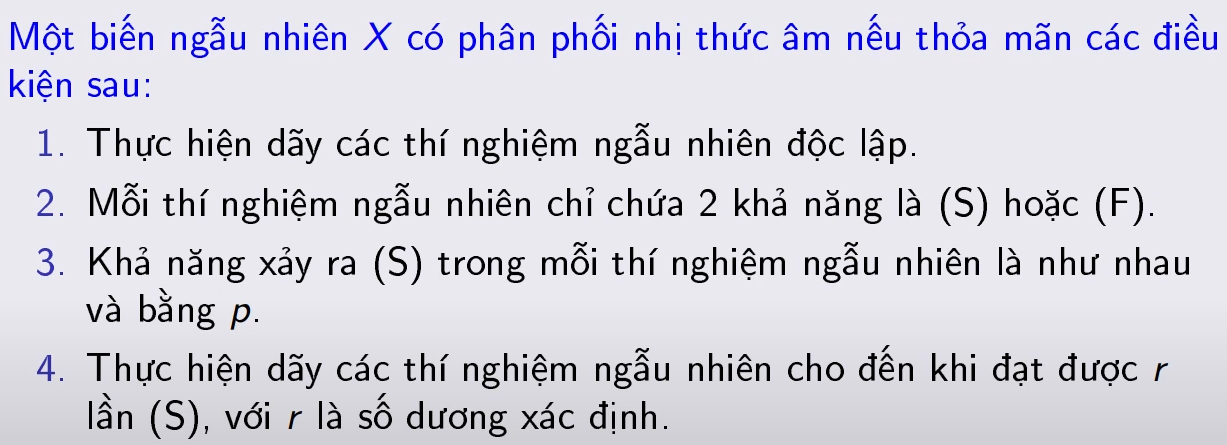 Một biến ngẫu nhiên X có phân phối nhị thức âm nếu thỏa mãn các điều
kiện sau:
1. Thực hiện dãy các thí nghiệm ngẫu nhiên độc lập.
2. Mỗi thí nghiệm ngẫu nhiên chỉ chứa 2 khả năng là (S) hoặc (F).
3. Khả năng xảy ra (S) trong mỗi thí nghiệm ngẫu nhiên là như nhau
và bằng p.
4. Thực hiện dãy các thí nghiệm ngẫu nhiên cho đến khi đạt được r
lần (S), với r là số dương xác định.